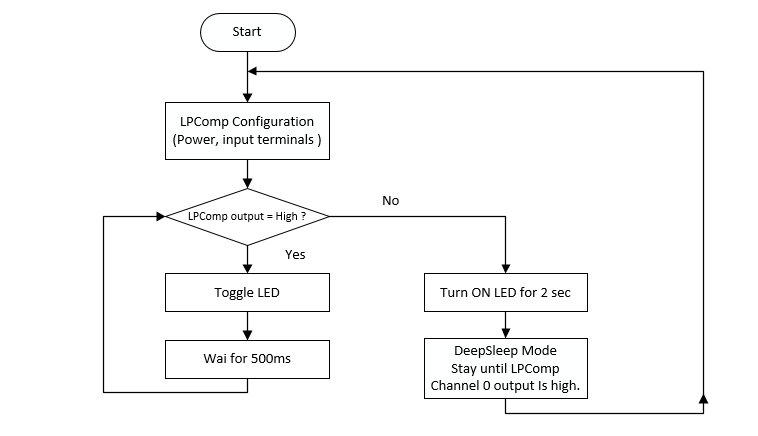 Start
LPComp Configuration
(Power, input terminals )
LPComp output = High ?
No
Yes
Toggle LED
Turn ON LED for 2 sec
Wai for 500ms
DeepSleep Mode
Stay until LPComp
Channel 0 output Is high.